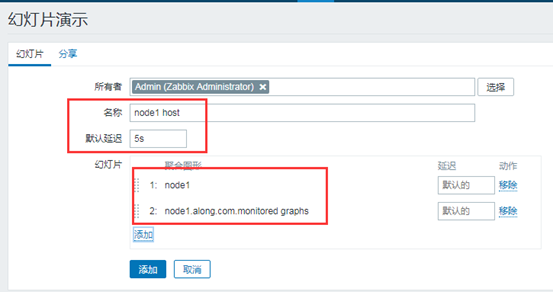 幻灯片演示
幻灯片 分享
所有者 Admin (Zabbix Administrator) 选择
名称 node1 host
默认延迟 5s
幻灯片 聚合图形 延迟 动作
1: node1 默认的 移除
2: node1.along.com.monitored graphs 默认的 移除
添加
添加 取消